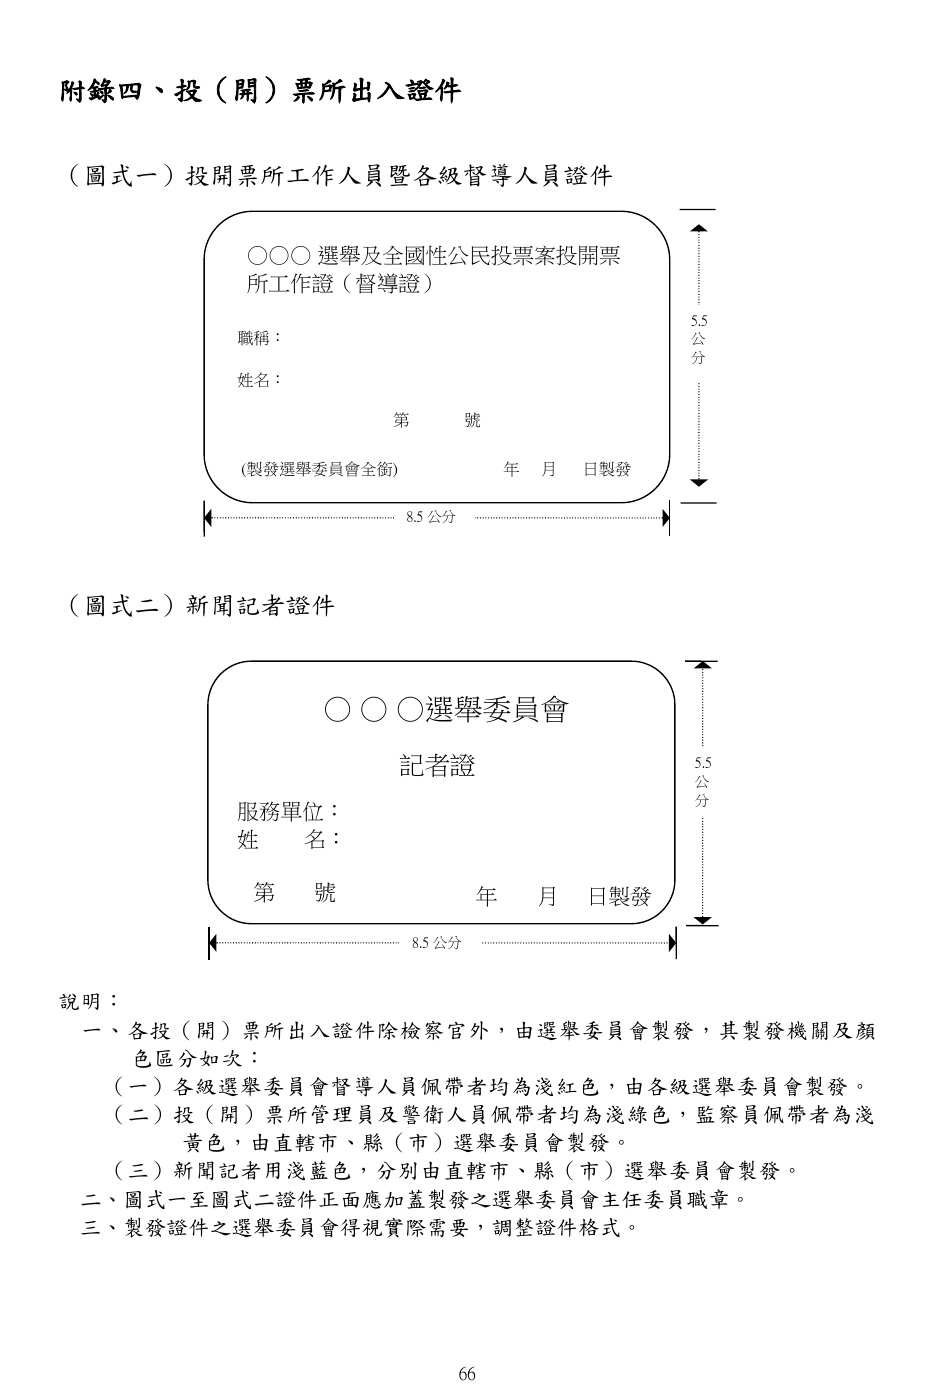 附錄四、投（開）票所出入證件
（圖式一）投開票所工作人員暨各級督導人員證件
○○○ 選舉及全國性公民投票案投開票
所工作證（督導證）
職稱：
姓名：
第 號
(製發選舉委員會全銜) 年 月 日製發
5.5
公
分
8.5 公分
（圖式二）新聞記者證件
○ ○ ○選舉委員會
記者證
服務單位：
姓 名：
第 號 年 月 日製發
5.5
公
分
8.5 公分
說明：
一、各投（開）票所出入證件除檢察官外，由選舉委員會製發，其製發機關及顏
色區分如次：
（一）各級選舉委員會督導人員佩帶者均為淺紅色，由各級選舉委員會製發。
（二）投（開）票所管理員及警衛人員佩帶者均為淺綠色，監察員佩帶者為淺
黃色，由直轄市、縣（市）選舉委員會製發。
（三）新聞記者用淺藍色，分別由直轄市、縣（市）選舉委員會製發。
二、圖式一至圖式二證件正面應加蓋製發之選舉委員會主任委員職章。
三、製發證件之選舉委員會得視實際需要，調整證件格式。
66